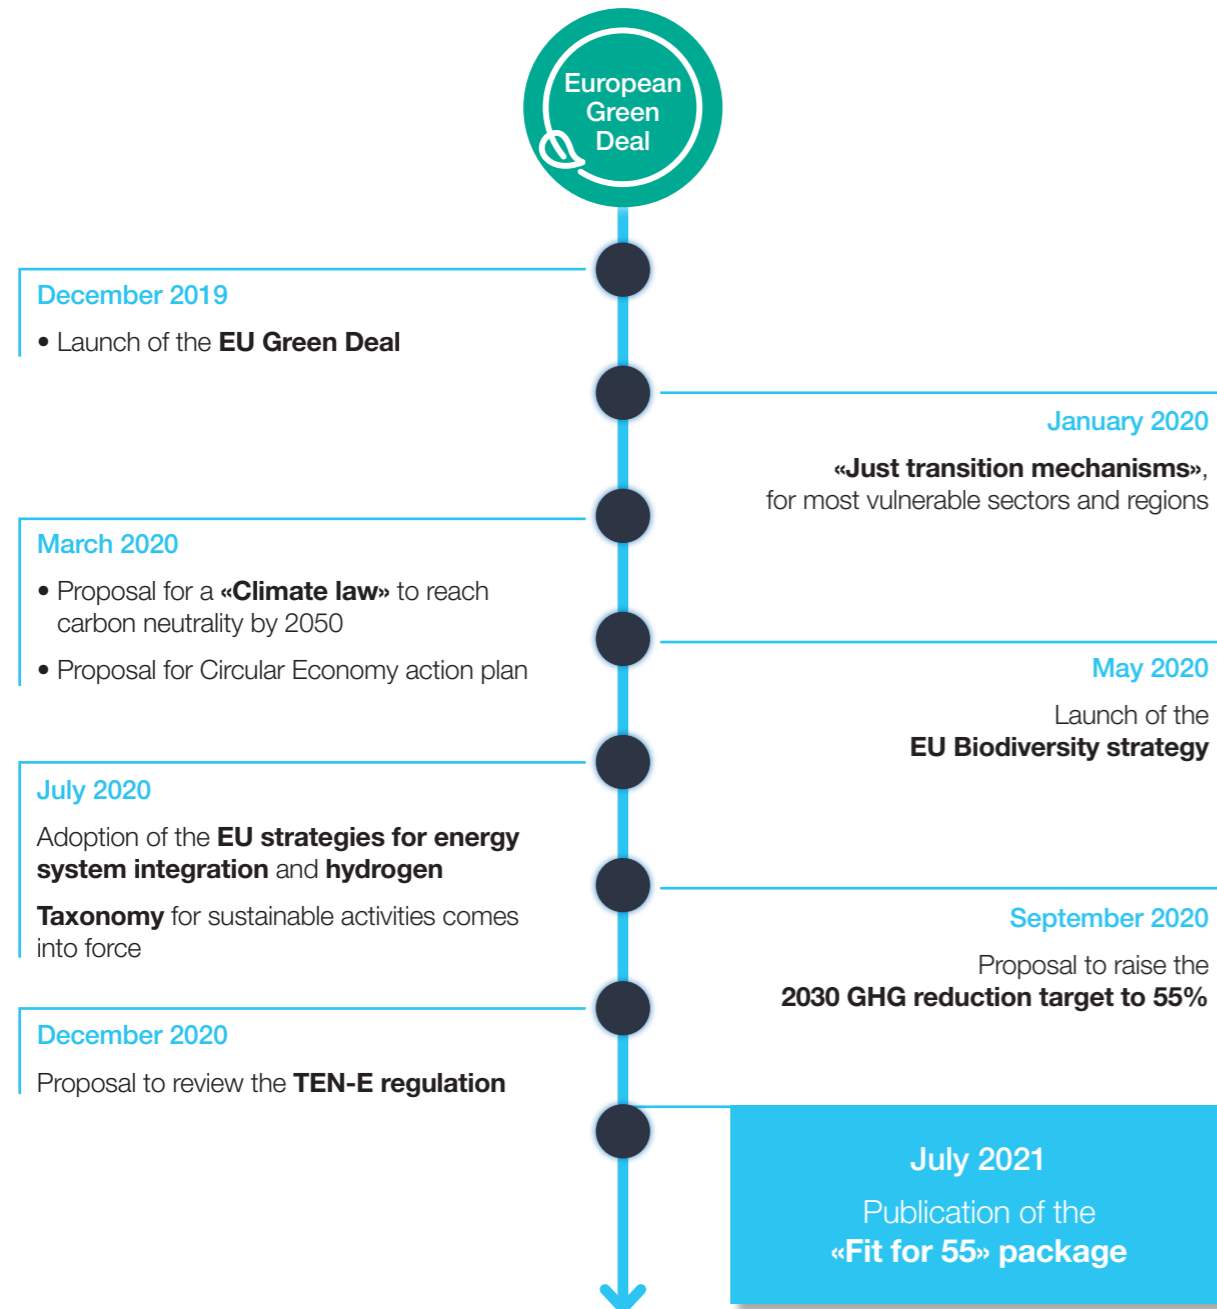 European
Green
Deal
December 2019
• Launch of the EU Green Deal
January 2020
«Just transition mechanisms»,
for most vulnerable sectors and regions
March 2020
• Proposal for a «Climate law» to reach
carbon neutrality by 2050
• Proposal for Circular Economy action plan
May 2020
Launch of the
EU Biodiversity strategy
July 2020
Adoption of the EU strategies for energy
system integration and hydrogen
Taxonomy for sustainable activities comes
into force
September 2020
Proposal to raise the
2030 GHG reduction target to 55%
December 2020
Proposal to review the TEN-E regulation
July 2021
Publication of the
«Fit for 55» package